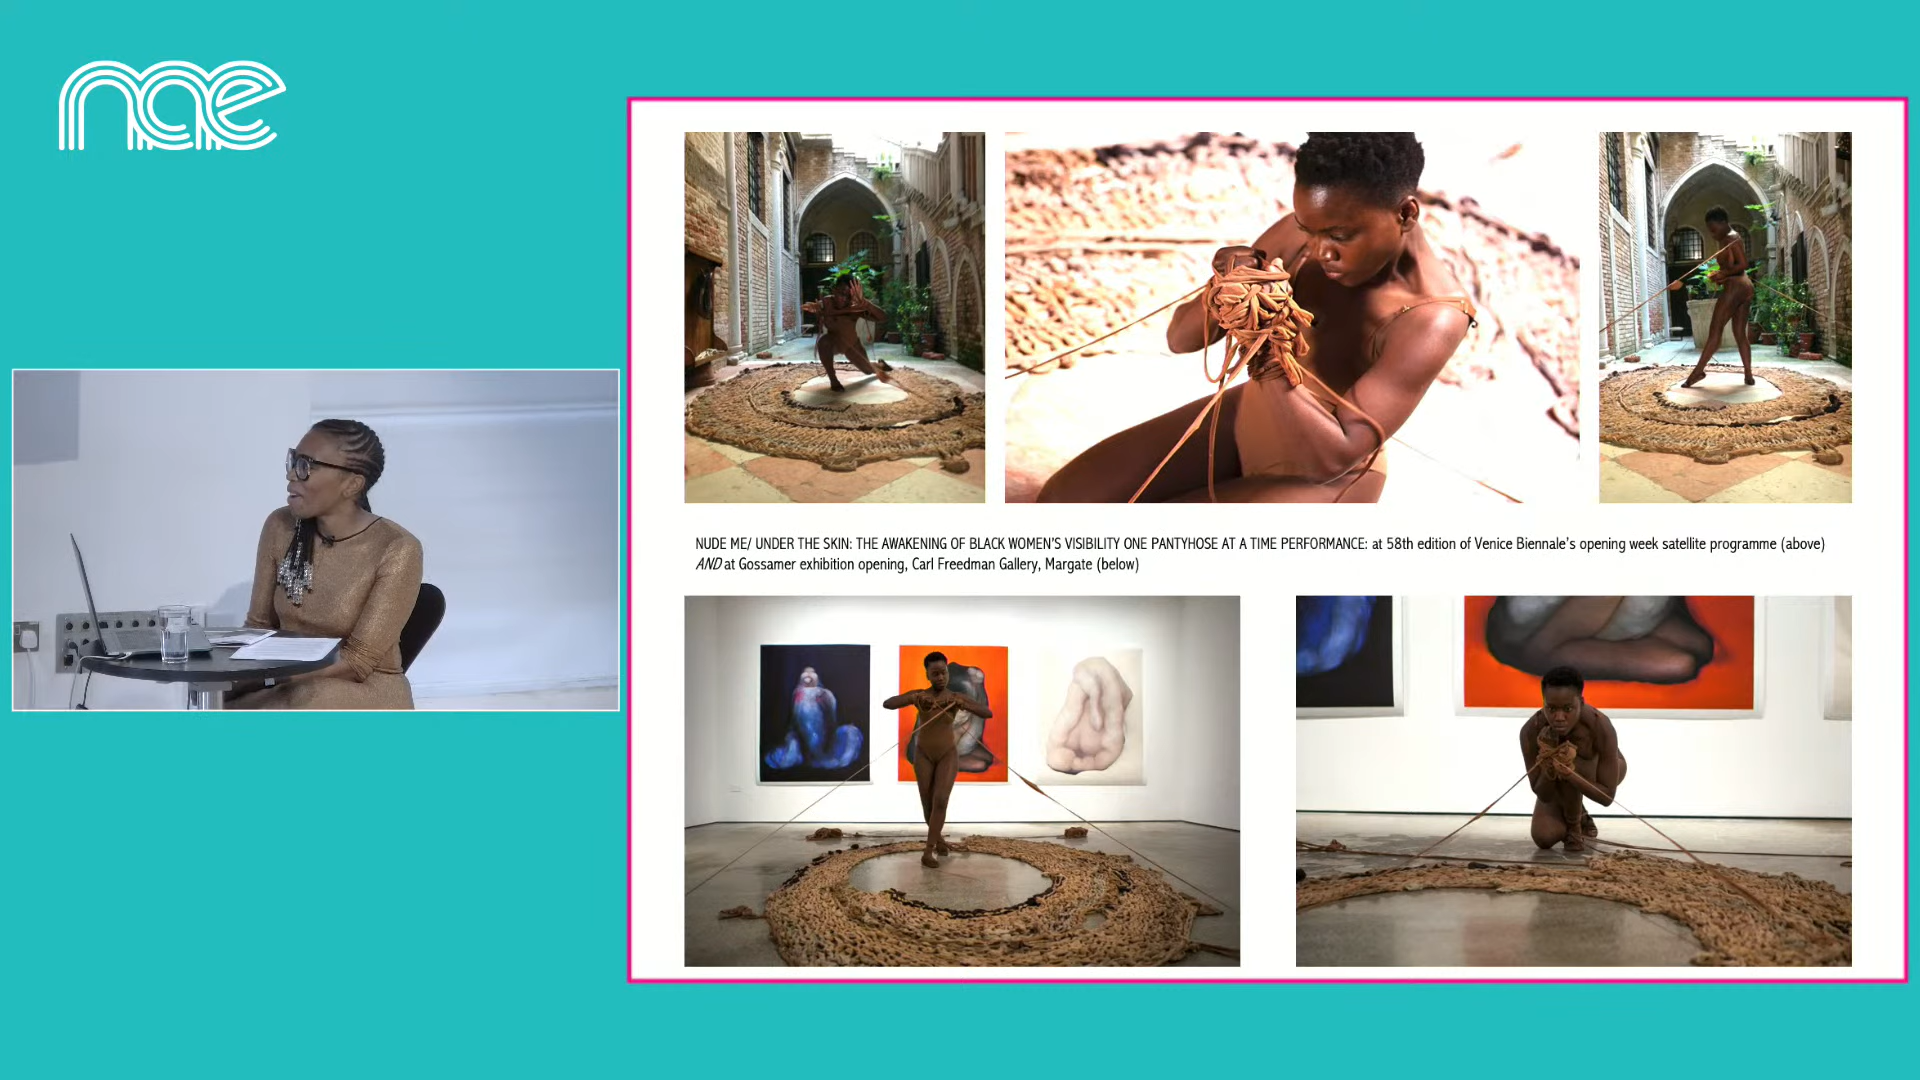 nae
NUDE ME/ UNDER THE SKIN: THE AWAKENING OF BLACK WOMEN'S VISIBILITY ONE PANTYHOSE AT A TIME PERFORMANCE: at 58th edition of Venice Biennale's opening week satellite programme (above)
AND at Gossamer exhibition opening, Carl Freedman Gallery, Margate (below)